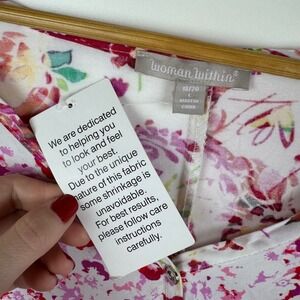 woman within
18/20
L
We are dedicated
to helping you
to look and feel
your best.
Due to the unique
nature of this fabric
some shrinkage is
unavoidable.
For best results,
please follow care
instructions
carefully.